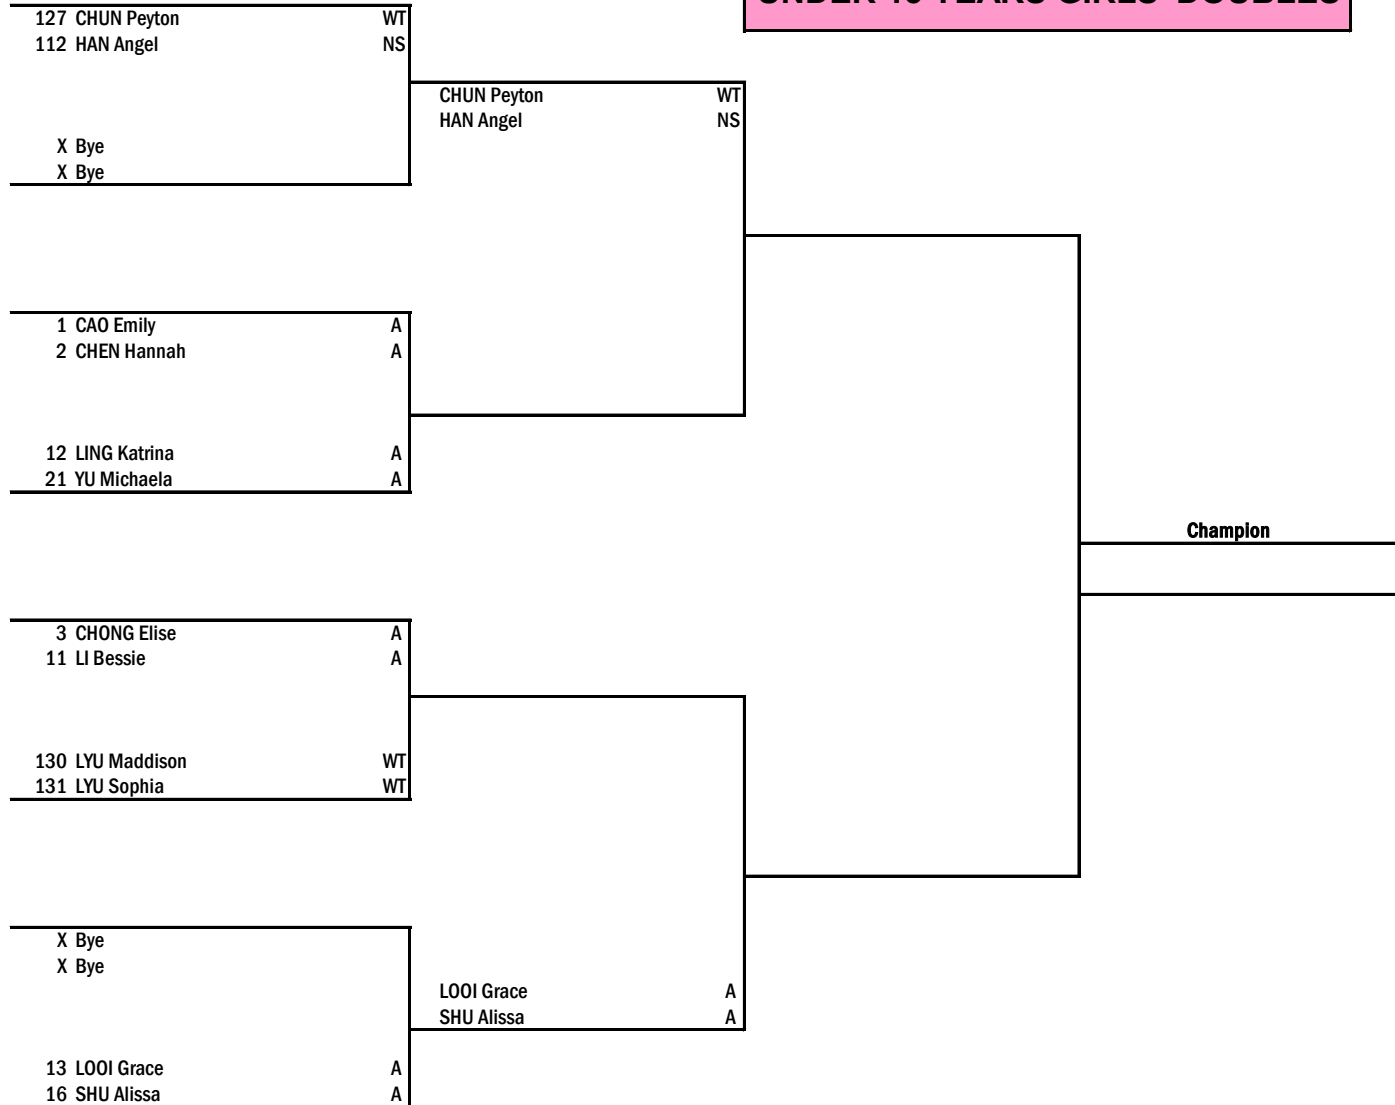 127 CHUN Peyton WT
112 HAN Angel NS
CHUN Peyton WT
HAN Angel NS
X Bye
X Bye
1 CAO Emily A
2 CHEN Hannah A
12 LING Katrina A
21 YU Michaela A
Champion
3 CHONG Elise A
11 LI Bessie A
130 LYU Maddison WT
131 LYU Sophia WT
X Bye
X Bye
LOOI Grace A
SHU Alissa A
13 LOOI Grace A
16 SHU Alissa A